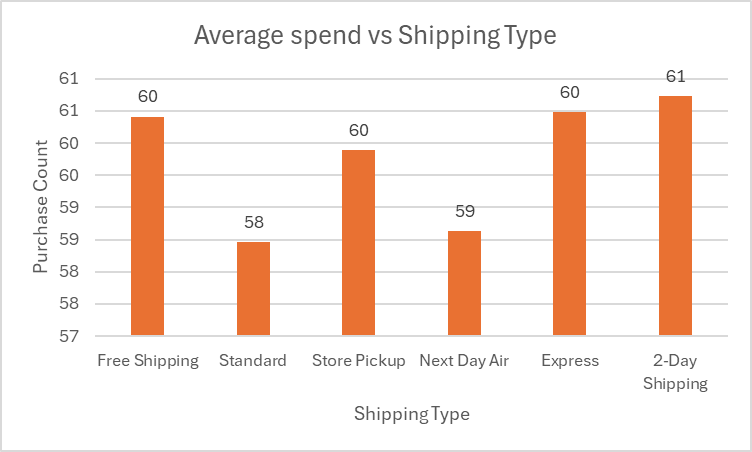 Average spend vs Shipping Type
61
61
60
60
59
59
58
58
57
Purchase Count
60
58
60
59
60
61
Free Shipping
Standard
Store Pickup
Next Day Air
Express
2-Day
Shipping
Shipping Type